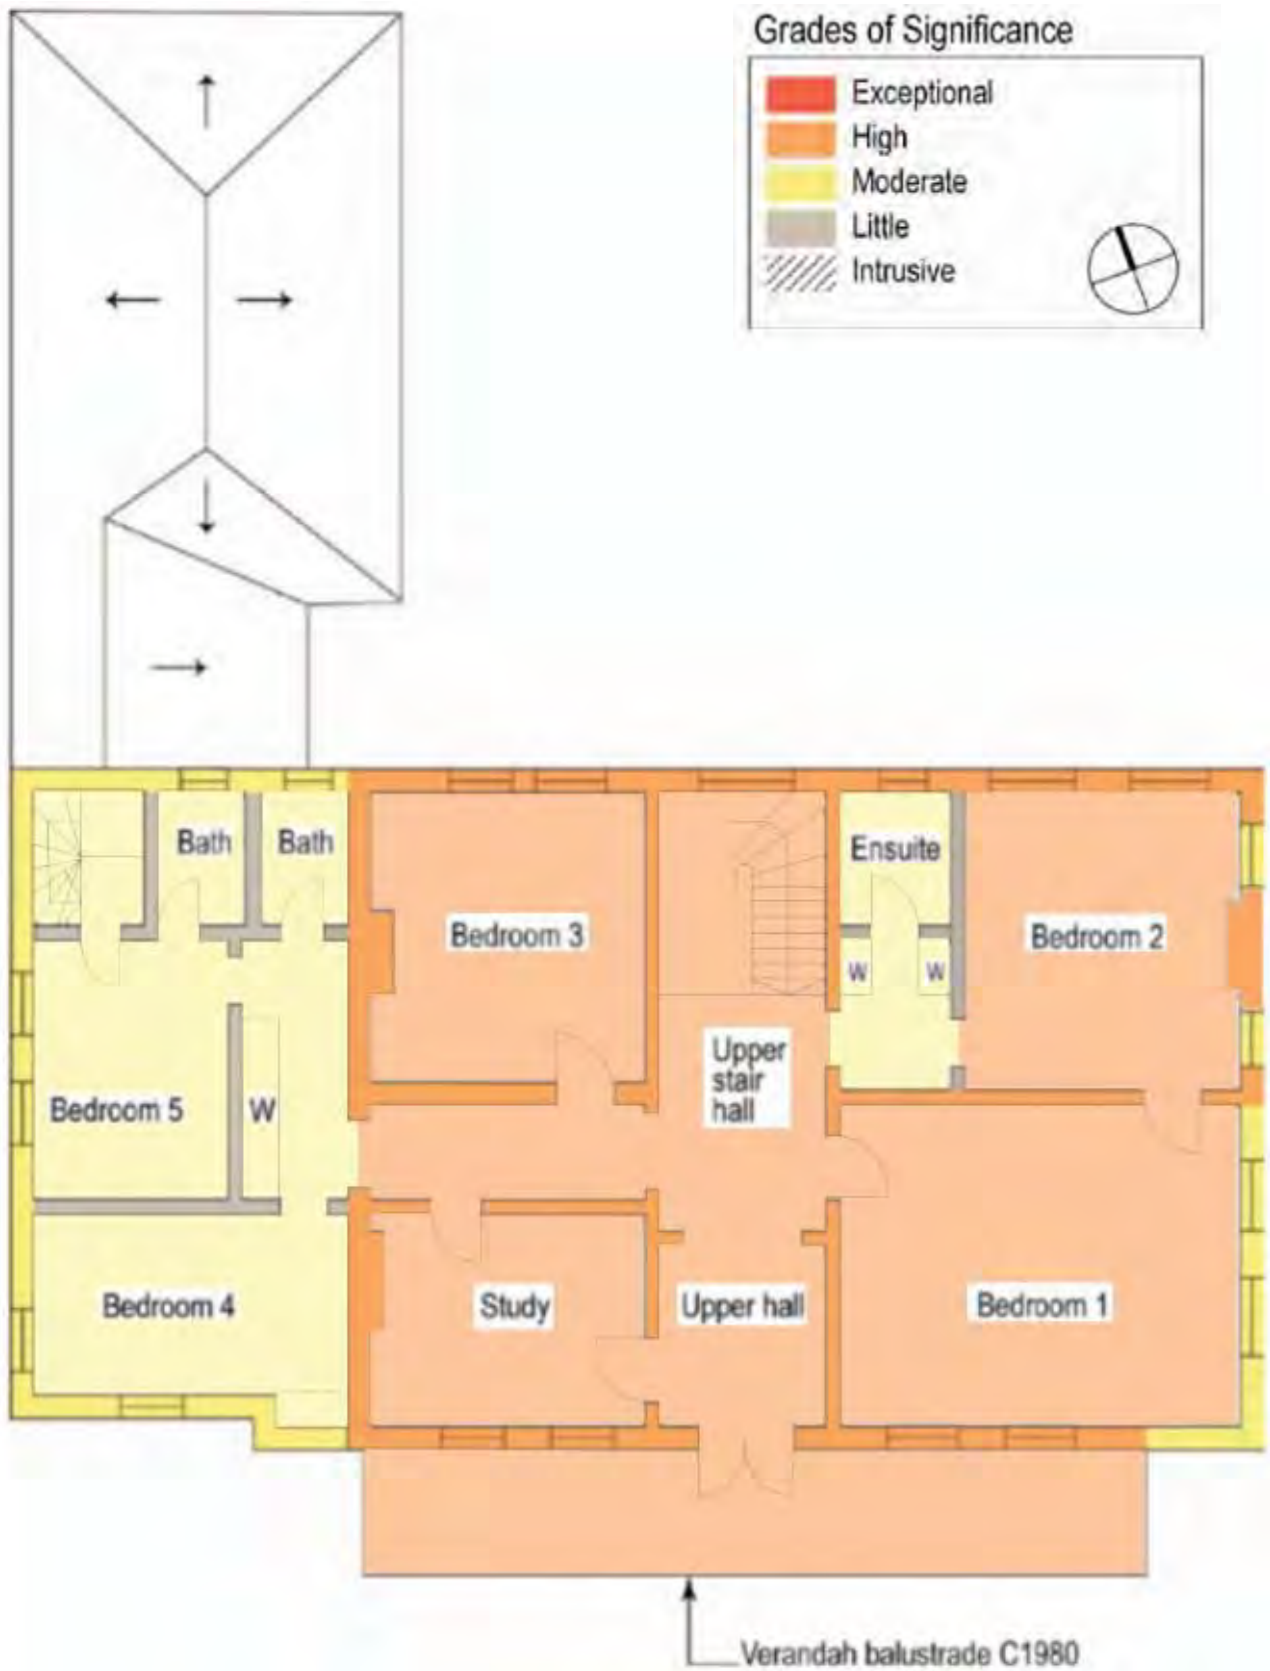 Grades of Significance
Exceptional
High
Moderate
Little
Intrusive
Bath
Bath
Ensuite
Bedroom 3
Bedroom 2
W
W
Upper
stair
hall
Bedroom 5
W
Bedroom 4
Study
Upper hall
Bedroom 1
Verandah balustrade C1980